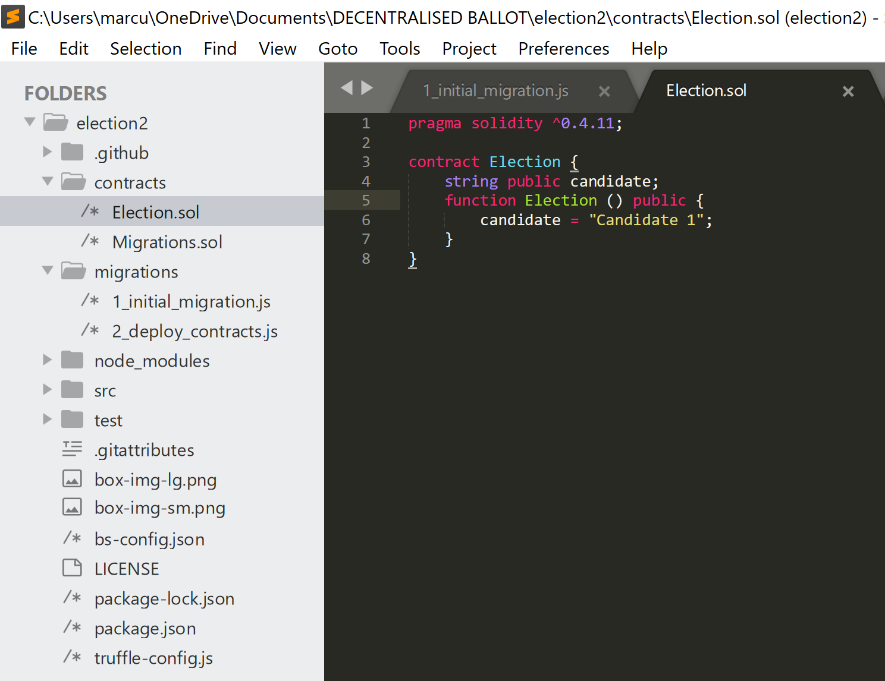 C:\Users\marcu\OneDrive\Documents\DECENTRALISED BALLOT\election2\contracts\Election.sol (election2) -
File Edit Selection Find View Goto Tools Project Preferences Help
FOLDERS
election2
.github
contracts
/* Election.sol
/* Migrations.sol
migrations
/* 1_initial_migration.js
/* 2_deploy_contracts.js
node_modules
src
test
.gitattributes
box-img-lg.png
box-img-sm.png
/* bs-config.json
LICENSE
/* package-lock.json
/* package.json
/* truffle-config.js
1_initial_migration.js × Election.sol ×
1 pragma solidity ^0.4.11;
2
3 contract Election {
4 string public candidate;
5 function Election () public {
6 candidate = "Candidate 1";
7 }
8 }